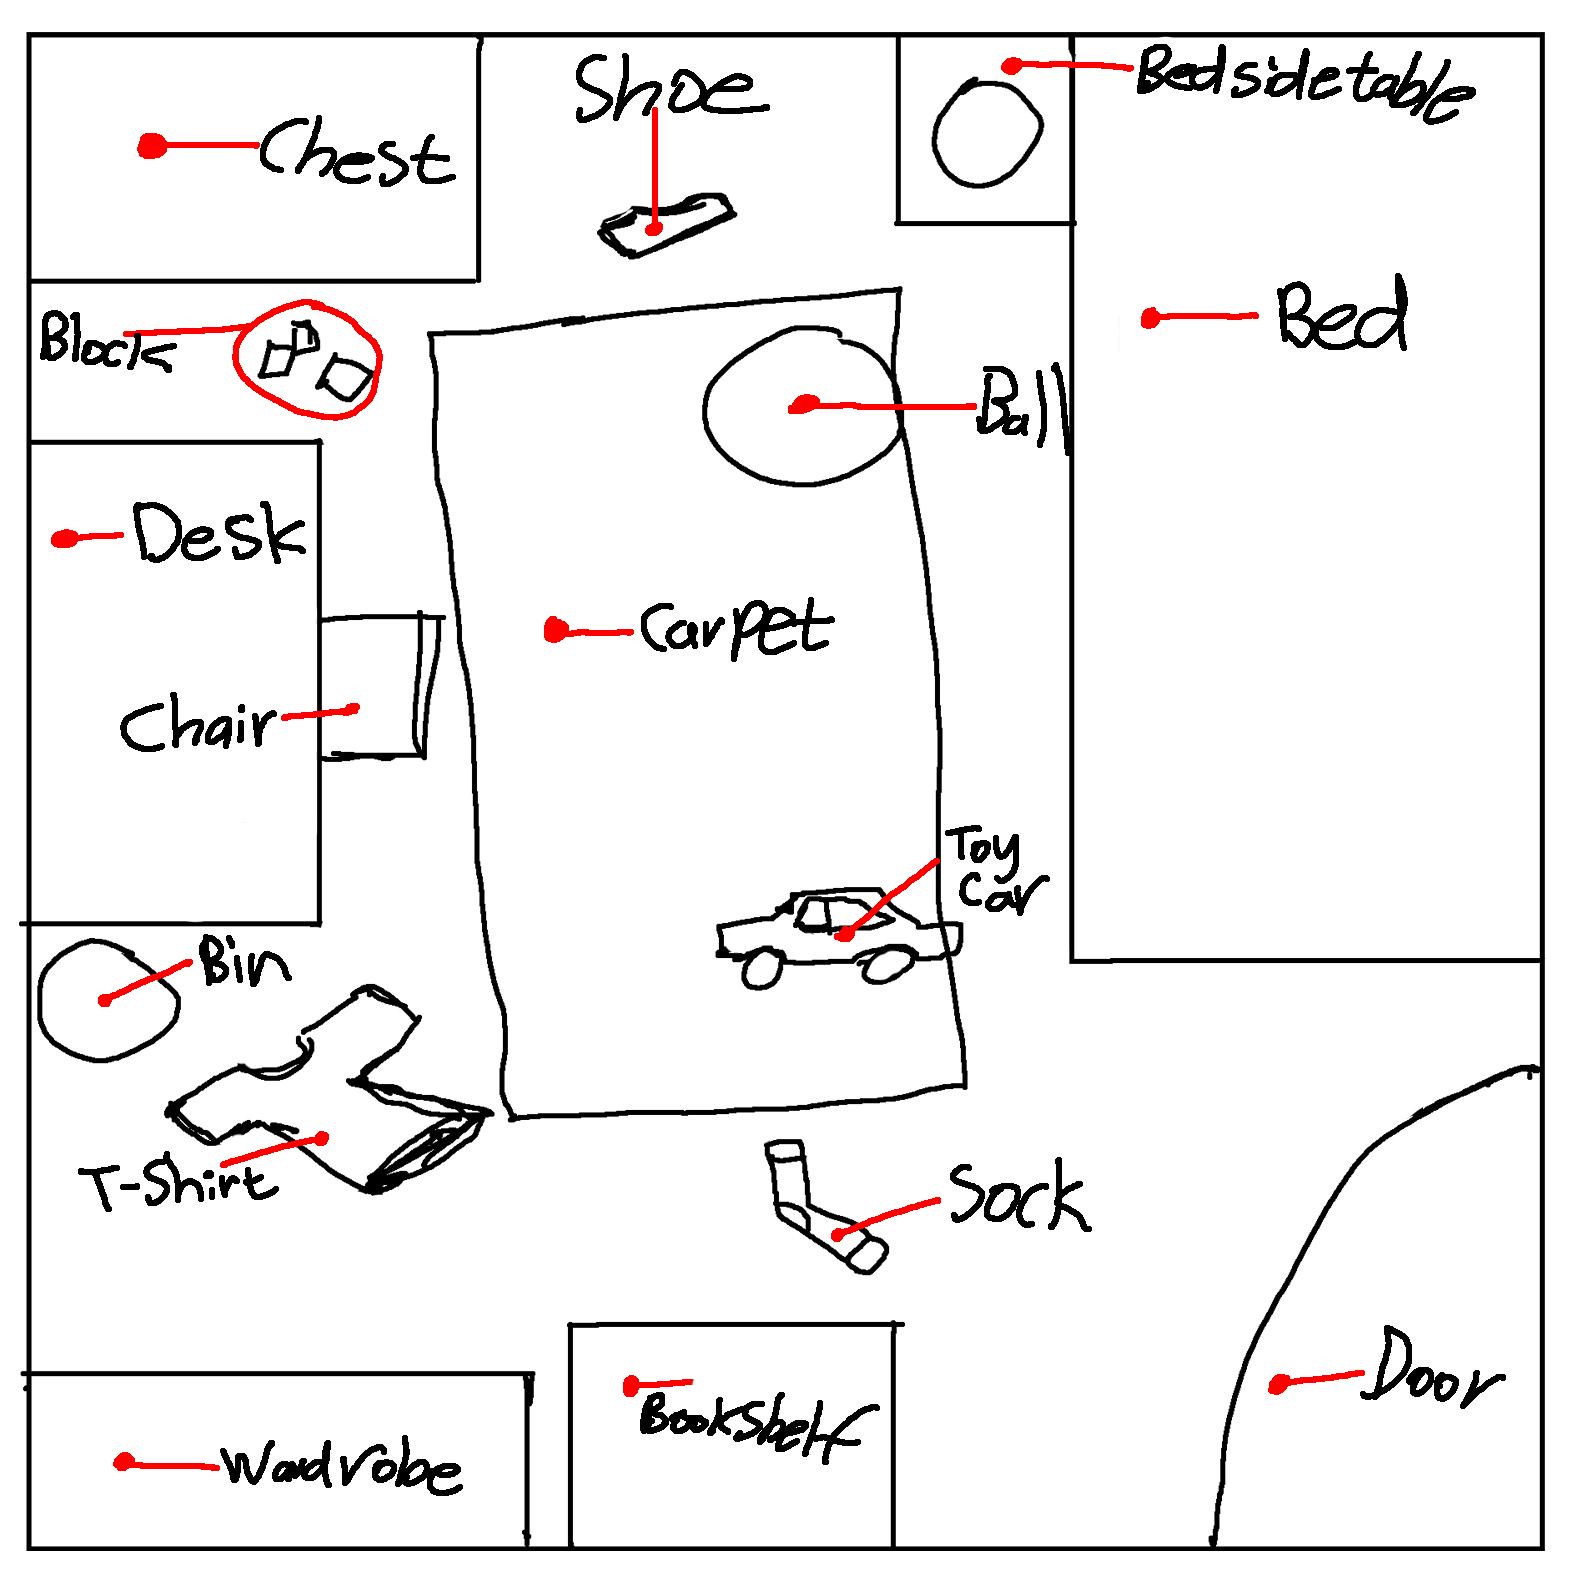 Shoe
Bedsidetable
Chest
Bed
Block
Ball
Desk
Carpet
Chair
Toy
Car
Bin
T-Shirt
Sock
Door
Bookshelf
Wardrobe